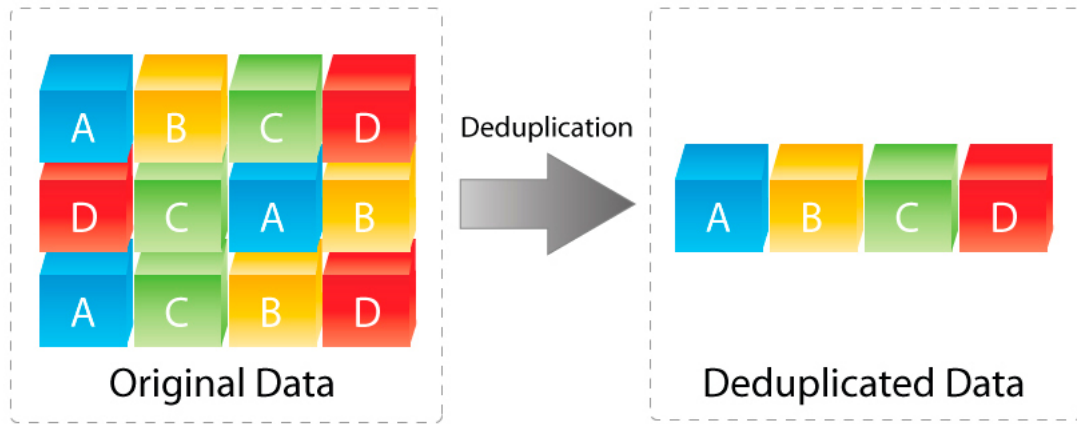 A B C D
D C A B
A C B D
Original Data
Deduplication
A B C D
Deduplicated Data